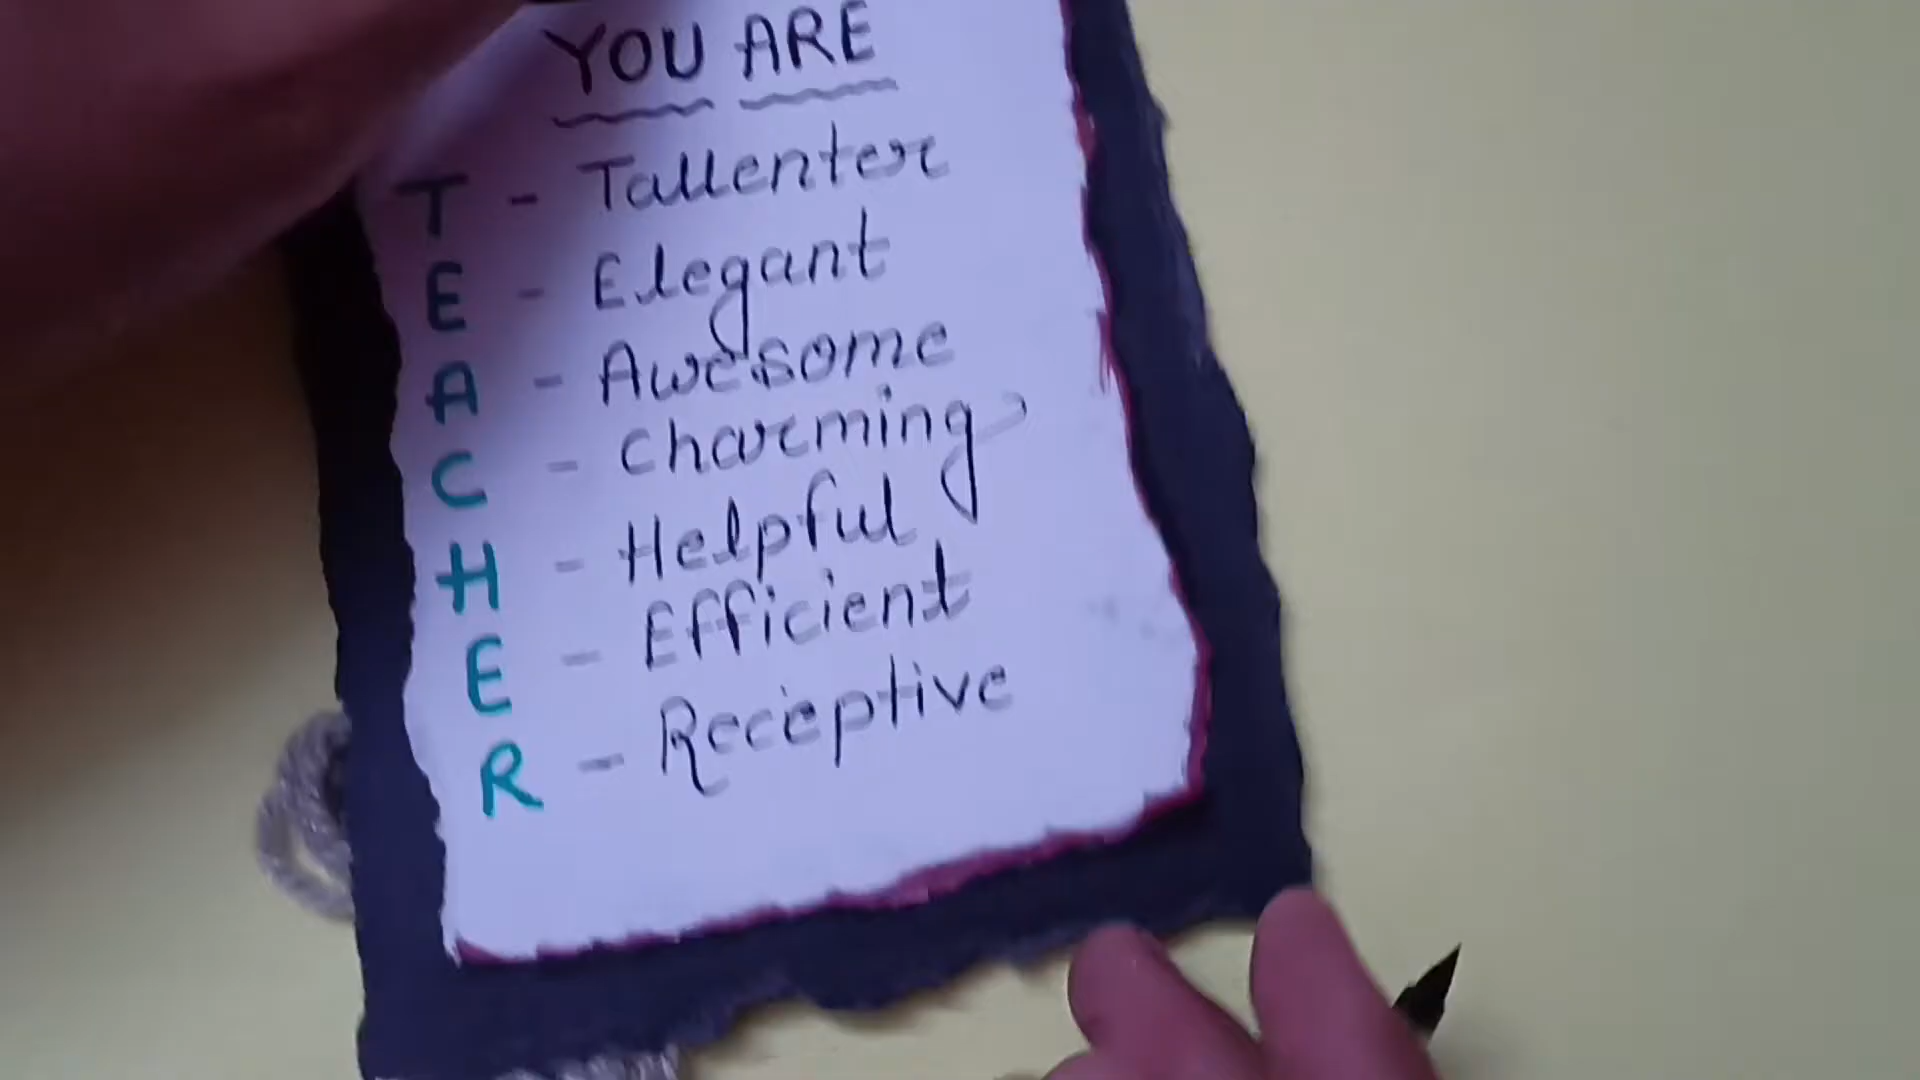 YOU ARE
T - Tallenter
E - Elegant
A - Awesome
C - Charming
H - Helpful
E - Efficient
R - Receptive